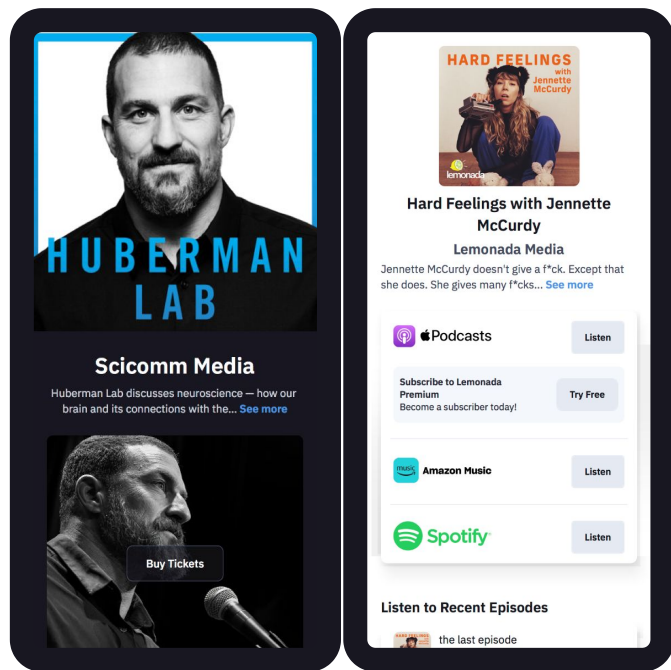 HUBERMAN
LAB
Scicomm Media
Huberman Lab discusses neuroscience — how our
brain and its connections with the... See more
Buy Tickets
HARD FEELINGS
with
Jennette
McCurdy
lemonada
Hard Feelings with Jennette
McCurdy
Lemonada Media
Jennette McCurdy doesn't give a f*ck. Except that
she does. She gives many f*cks... See more
Podcasts
Listen
Subscribe to Lemonada
Premium
Become a subscriber today!
Try Free
music
Amazon Music
Listen
Spotify
Listen
Listen to Recent Episodes
HARD FEELINGS
the last episode